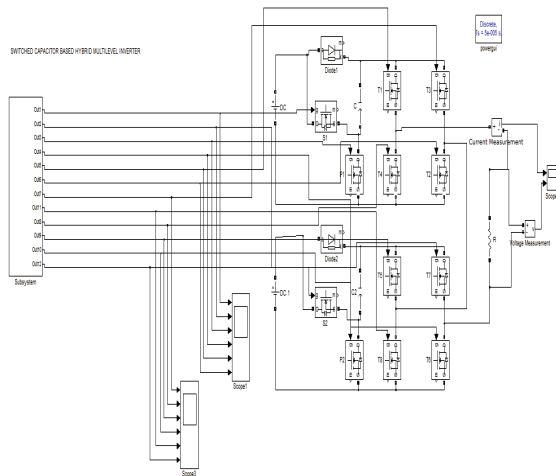 Discrete,
Ts = 5e-005 s.
powergui
SWITCHED CAPACITOR BASED HYBRID MULTILEVEL INVERTER
Diode1
T1
T3
DC
C
S1
P1
T4
T2
Current Measurement
Scope
Voltage Measurement
R
Out1
Out2
Out3
Out4
Out5
Out6
Out7
Out11
Out8
Out9
Out10
Out12
Subsystem
Diode2
T5
T7
DC 1
C2
S2
P2
T8
T6
Scope1
Scope3